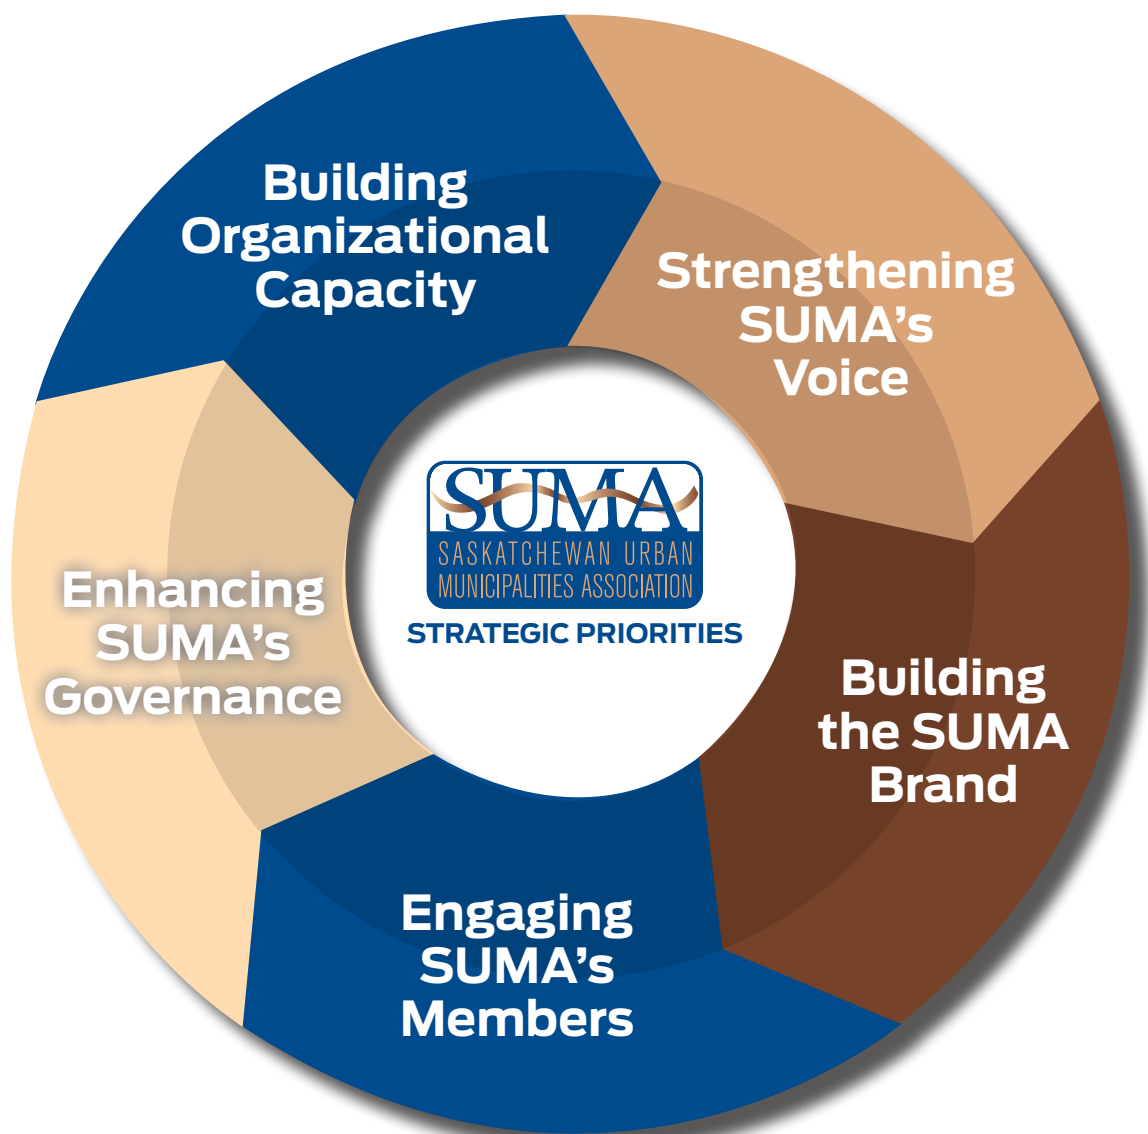 Building
Organizational
Capacity
Strengthening
SUMA’s
Voice
SUMA
SASKATCHEWAN URBAN
MUNICIPALITIES ASSOCIATION
STRATEGIC PRIORITIES
Enhancing
SUMA’s
Governance
Building
the SUMA
Brand
Engaging
SUMA’s
Members